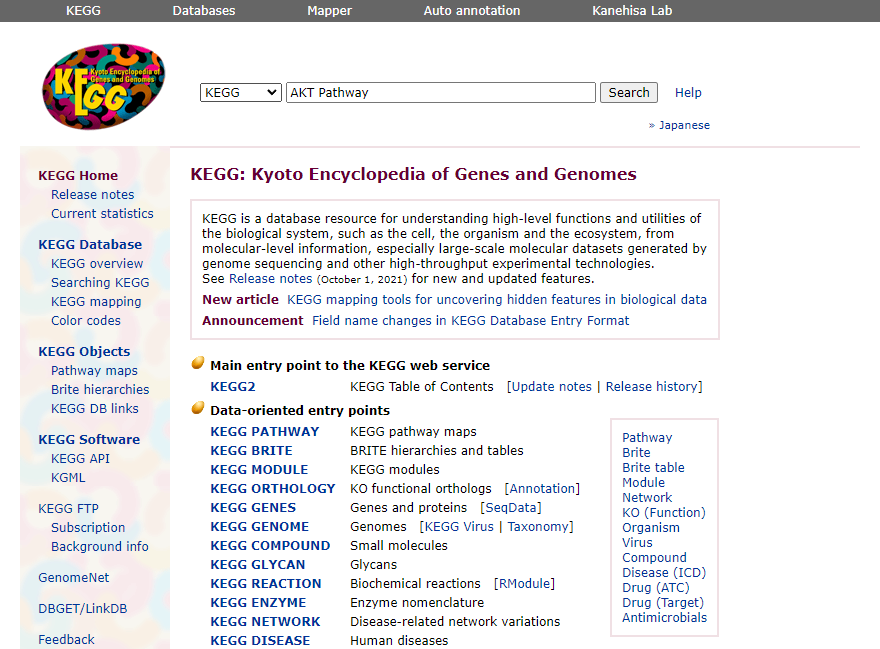 KEGG Databases Mapper Auto annotation Kanehisa Lab
KEGG Kyoto Encyclopedia of Genes and Genomes
KEGG AKT Pathway Search Help
» Japanese
KEGG Home
Release notes
Current statistics
KEGG Database
KEGG overview
Searching KEGG
KEGG mapping
Color codes
KEGG Objects
Pathway maps
Brite hierarchies
KEGG DB links
KEGG Software
KEGG API
KGML
KEGG FTP
Subscription
Background info
GenomeNet
DBGET/LinkDB
Feedback
KEGG: Kyoto Encyclopedia of Genes and Genomes
KEGG is a database resource for understanding high-level functions and utilities of
the biological system, such as the cell, the organism and the ecosystem, from
molecular-level information, especially large-scale molecular datasets generated by
genome sequencing and other high-throughput experimental technologies.
See Release notes (October 1, 2021) for new and updated features.
New article KEGG mapping tools for uncovering hidden features in biological data
Announcement Field name changes in KEGG Database Entry Format
Main entry point to the KEGG web service
KEGG2 KEGG Table of Contents [Update notes | Release history]
Data-oriented entry points
KEGG PATHWAY KEGG pathway maps
KEGG BRITE BRITE hierarchies and tables
KEGG MODULE KEGG modules
KEGG ORTHOLOGY KO functional orthologs [Annotation]
KEGG GENES Genes and proteins [SeqData]
KEGG GENOME Genomes [KEGG Virus | Taxonomy]
KEGG COMPOUND Small molecules
KEGG GLYCAN Glycans
KEGG REACTION Biochemical reactions [RModule]
KEGG ENZYME Enzyme nomenclature
KEGG NETWORK Disease-related network variations
KEGG DISEASE Human diseases
Pathway
Brite
Brite table
Module
Network
KO (Function)
Organism
Virus
Compound
Disease (ICD)
Drug (ATC)
Drug (Target)
Antimicrobials